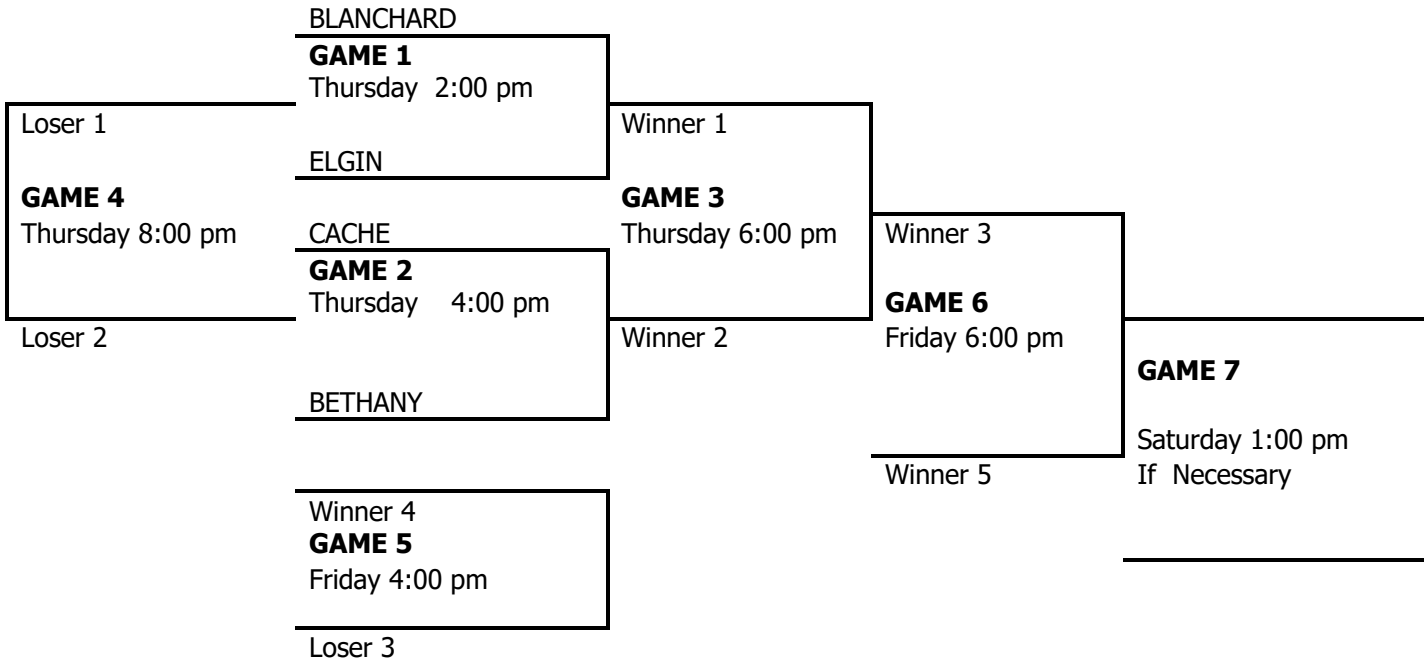 BLANCHARD
GAME 1
Thursday 2:00 pm
Loser 1
Winner 1
ELGIN
GAME 4
GAME 3
Thursday 8:00 pm
CACHE
Thursday 6:00 pm
Winner 3
GAME 2
Thursday 4:00 pm
GAME 6
Loser 2
Winner 2
Friday 6:00 pm
GAME 7
BETHANY
Saturday 1:00 pm
Winner 5
If Necessary
Winner 4
GAME 5
Friday 4:00 pm
Loser 3